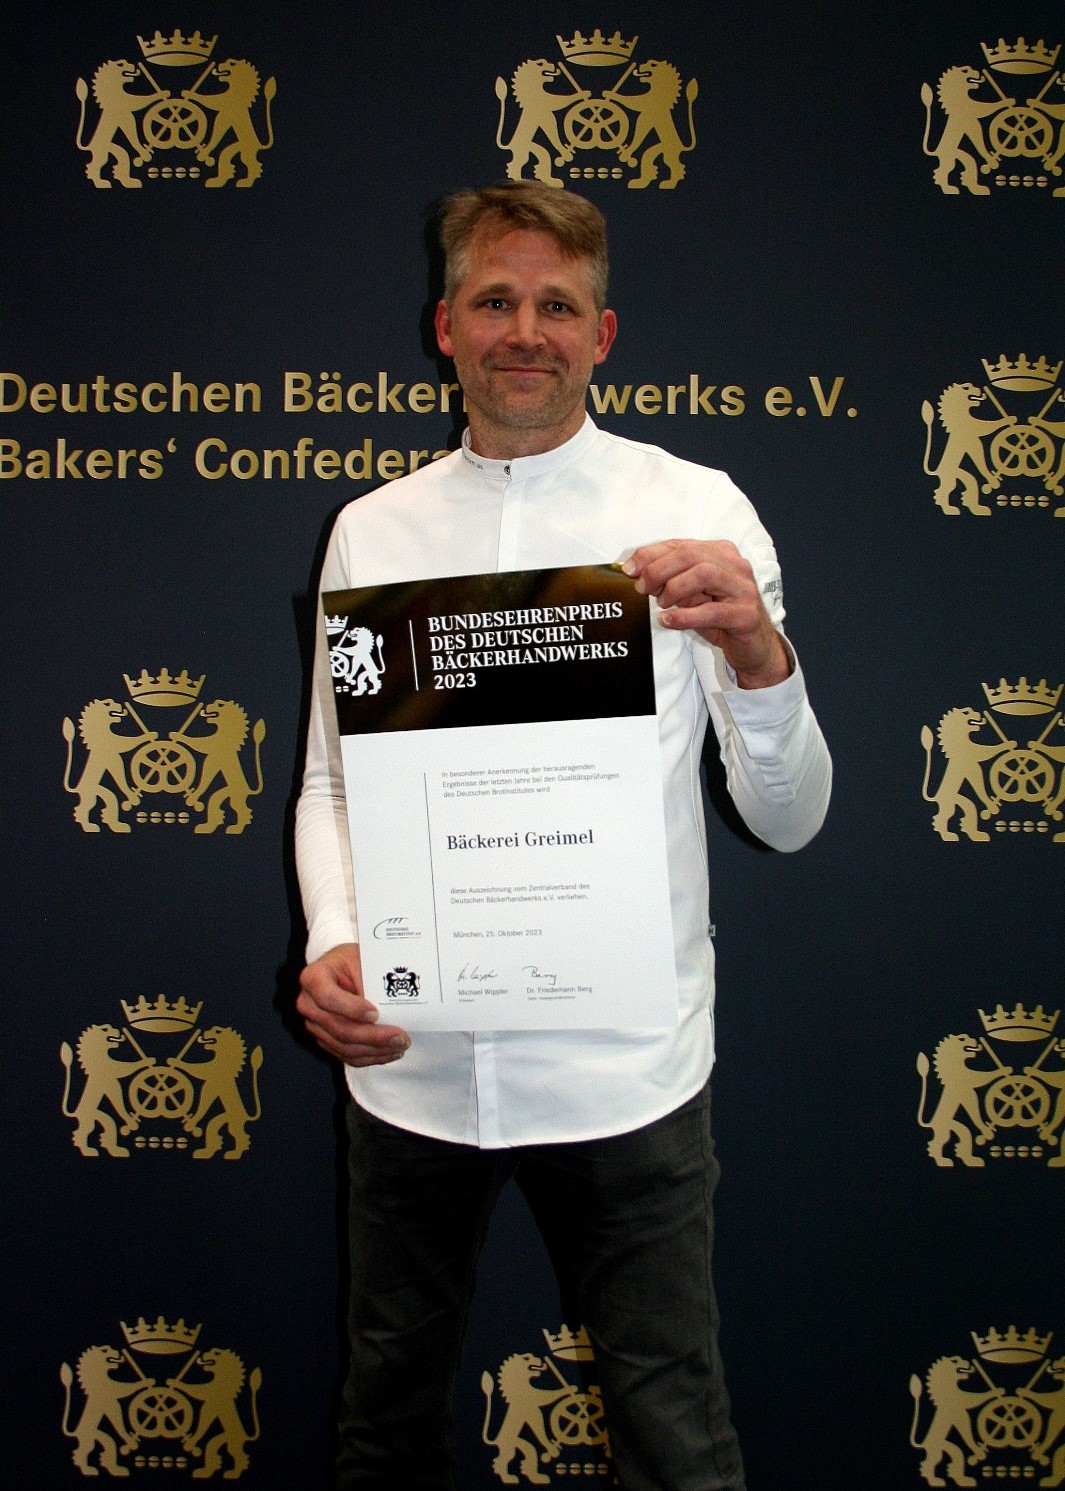 Deutschen Bäcker werks e.V.
Bakers‘ Confeder
BUNDESEHRENPREIS
DES DEUTSCHEN
BÄCKERHANDWERKS
2023
In besonderer Anerkennung der herausragenden
Ergebnisse der letzten Jahre bei den Qualitätsprüfungen
des Deutschen Brotinstitutes wird
Bäckerei Greimel
diese Auszeichnung vom Zentralverband des
Deutschen Bäckerhandwerks e.V. verliehen.
München, 25. Oktober 2023
Michael Wippler Dr. Friedemann Berg
DEUTSCHES
BROTINSTITUT e.V.